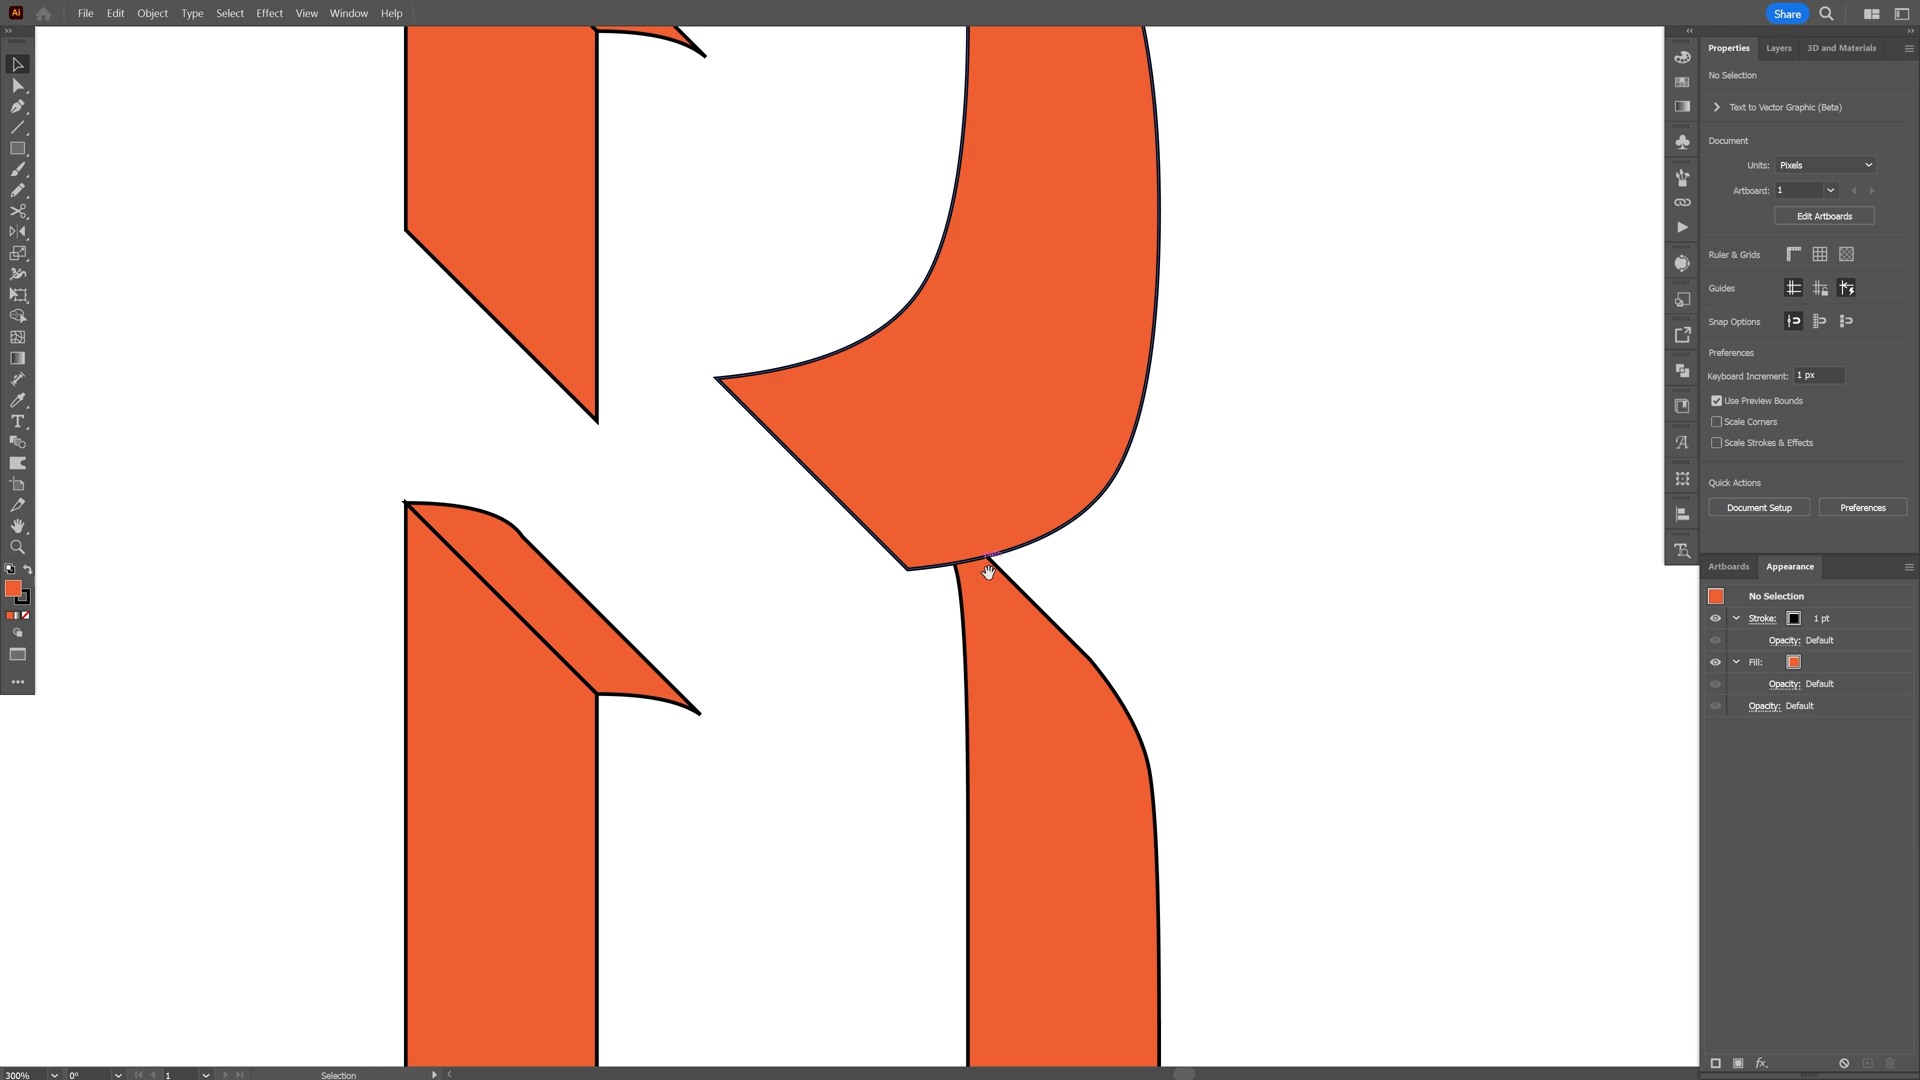 Ai File Edit Object Type Select Effect View Window Help Share
Properties Layers 3D and Materials
No Selection
Text to Vector Graphic (Beta)
Document
Units: Pixels
Artboard: 1
Edit Artboards
Ruler & Grids
Guides
Snap Options
Preferences
Keyboard Increment: 1 px
Use Preview Bounds
Scale Corners
Scale Strokes & Effects
Quick Actions
Document Setup Preferences
Artboards Appearance
No Selection
Stroke: 1 pt
Opacity: Default
Fill:
Opacity: Default
Opacity: Default
fx
300% 0° 1 Selection